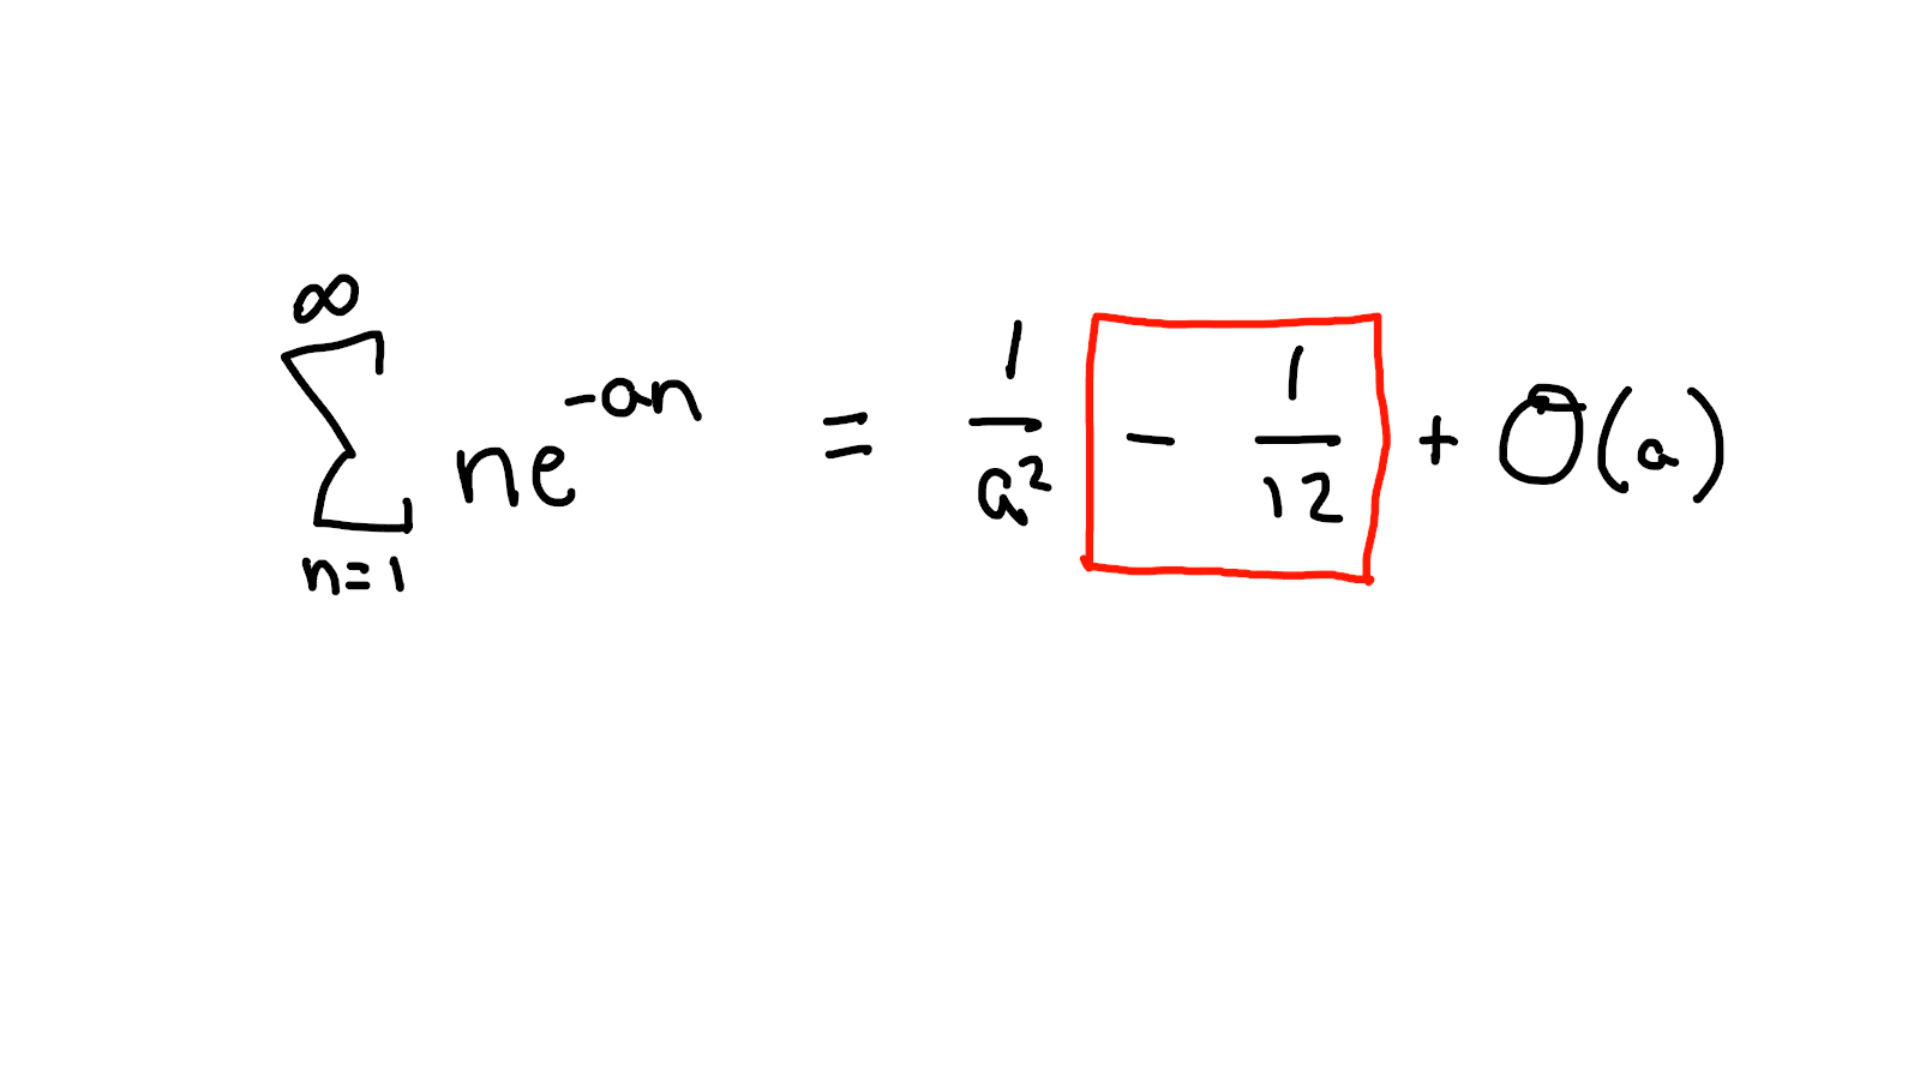 ∑_{n=1}^{∞} ne^{-an} = 1/a² - 1/12 + O(a)